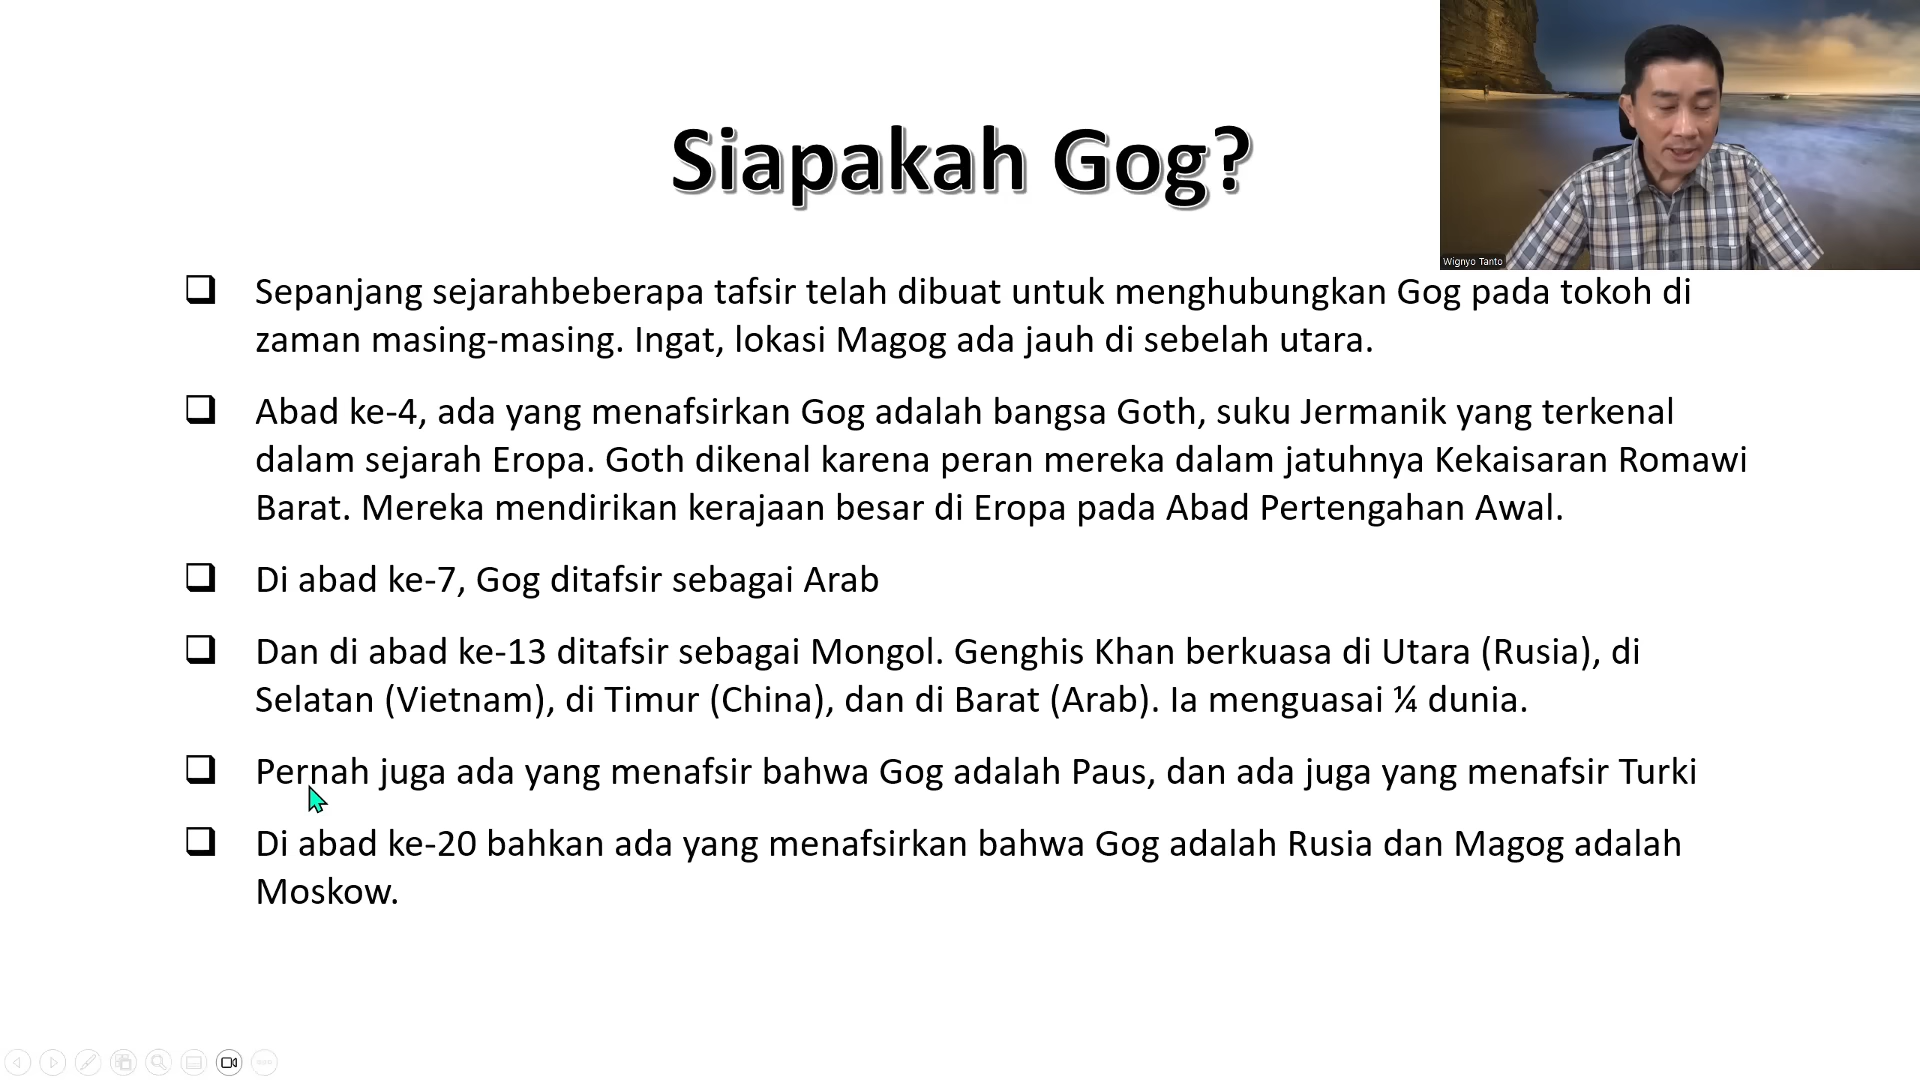 Siapakah Gog?
Wignyo Tanto
Sepanjang sejarahbeberapa tafsir telah dibuat untuk menghubungkan Gog pada tokoh di
zaman masing-masing. Ingat, lokasi Magog ada jauh di sebelah utara.
Abad ke-4, ada yang menafsirkan Gog adalah bangsa Goth, suku Jermanik yang terkenal
dalam sejarah Eropa. Goth dikenal karena peran mereka dalam jatuhnya Kekaisaran Romawi
Barat. Mereka mendirikan kerajaan besar di Eropa pada Abad Pertengahan Awal.
Di abad ke-7, Gog ditafsir sebagai Arab
Dan di abad ke-13 ditafsir sebagai Mongol. Genghis Khan berkuasa di Utara (Rusia), di
Selatan (Vietnam), di Timur (China), dan di Barat (Arab). Ia menguasai ¼ dunia.
Pernah juga ada yang menafsir bahwa Gog adalah Paus, dan ada juga yang menafsir Turki
Di abad ke-20 bahkan ada yang menafsirkan bahwa Gog adalah Rusia dan Magog adalah
Moskow.